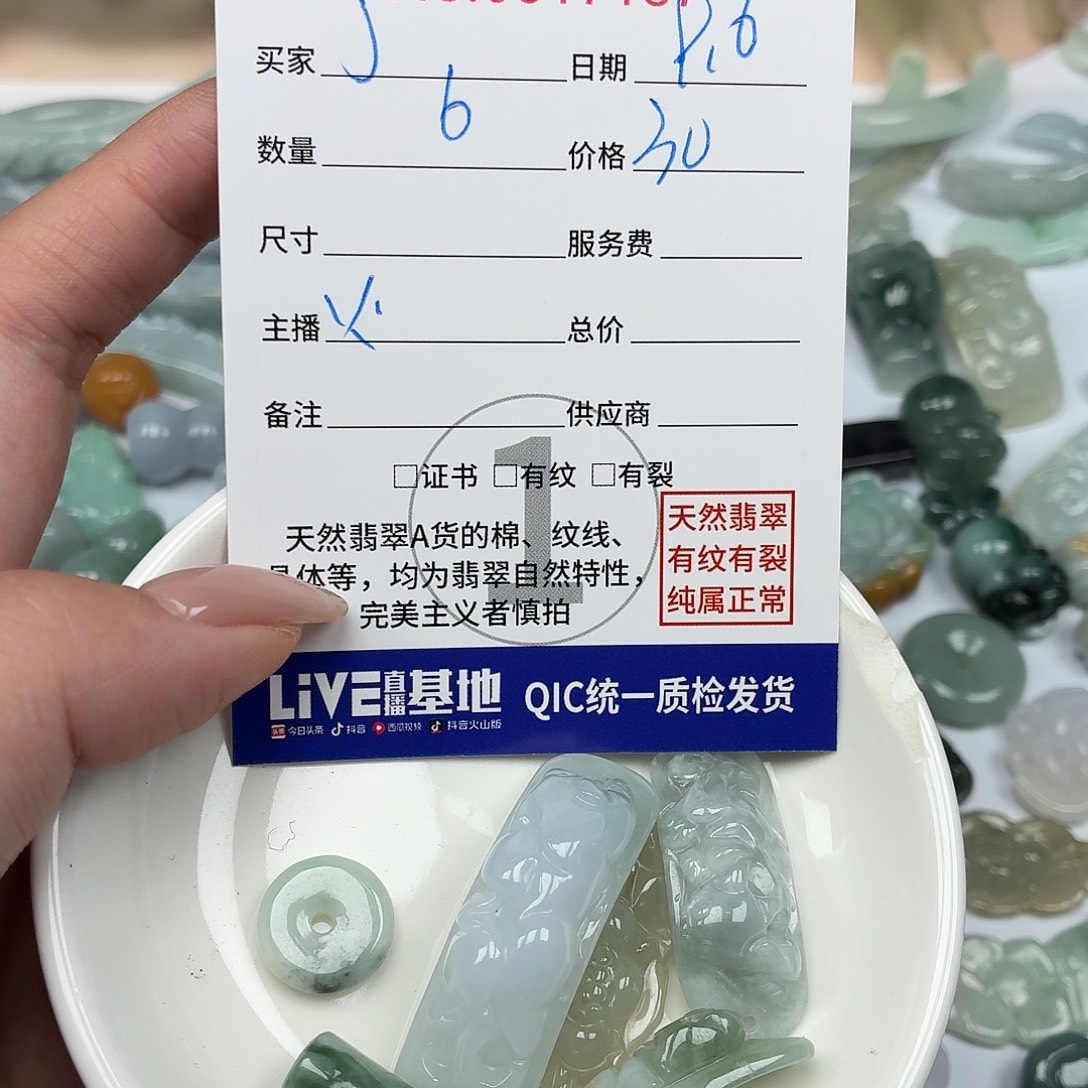 买家 日期
数量 6 价格 30
尺寸 服务费
主播 总价
备注 供应商
1
□证书 □有纹 □有裂
天然翡翠A货的棉、纹线、
晶体等，均为翡翠自然特性，
完美主义者慎拍
天然翡翠
有纹有裂
纯属正常
LiVE直播基地 QIC统一质检发货
头条 今日头条 抖音 西瓜视频 抖音火山版